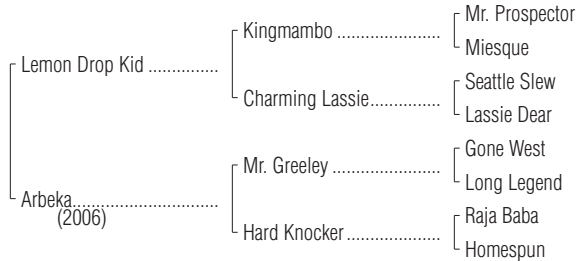 Mr. Prospector
Kingmambo ........................
Miesque
Lemon Drop Kid ...............
Seattle Slew
Charming Lassie................
Lassie Dear
Gone West
Mr. Greeley ........................
Long Legend
Arbeka................................
(2006)
Raja Baba
Hard Knocker.....................
Homespun